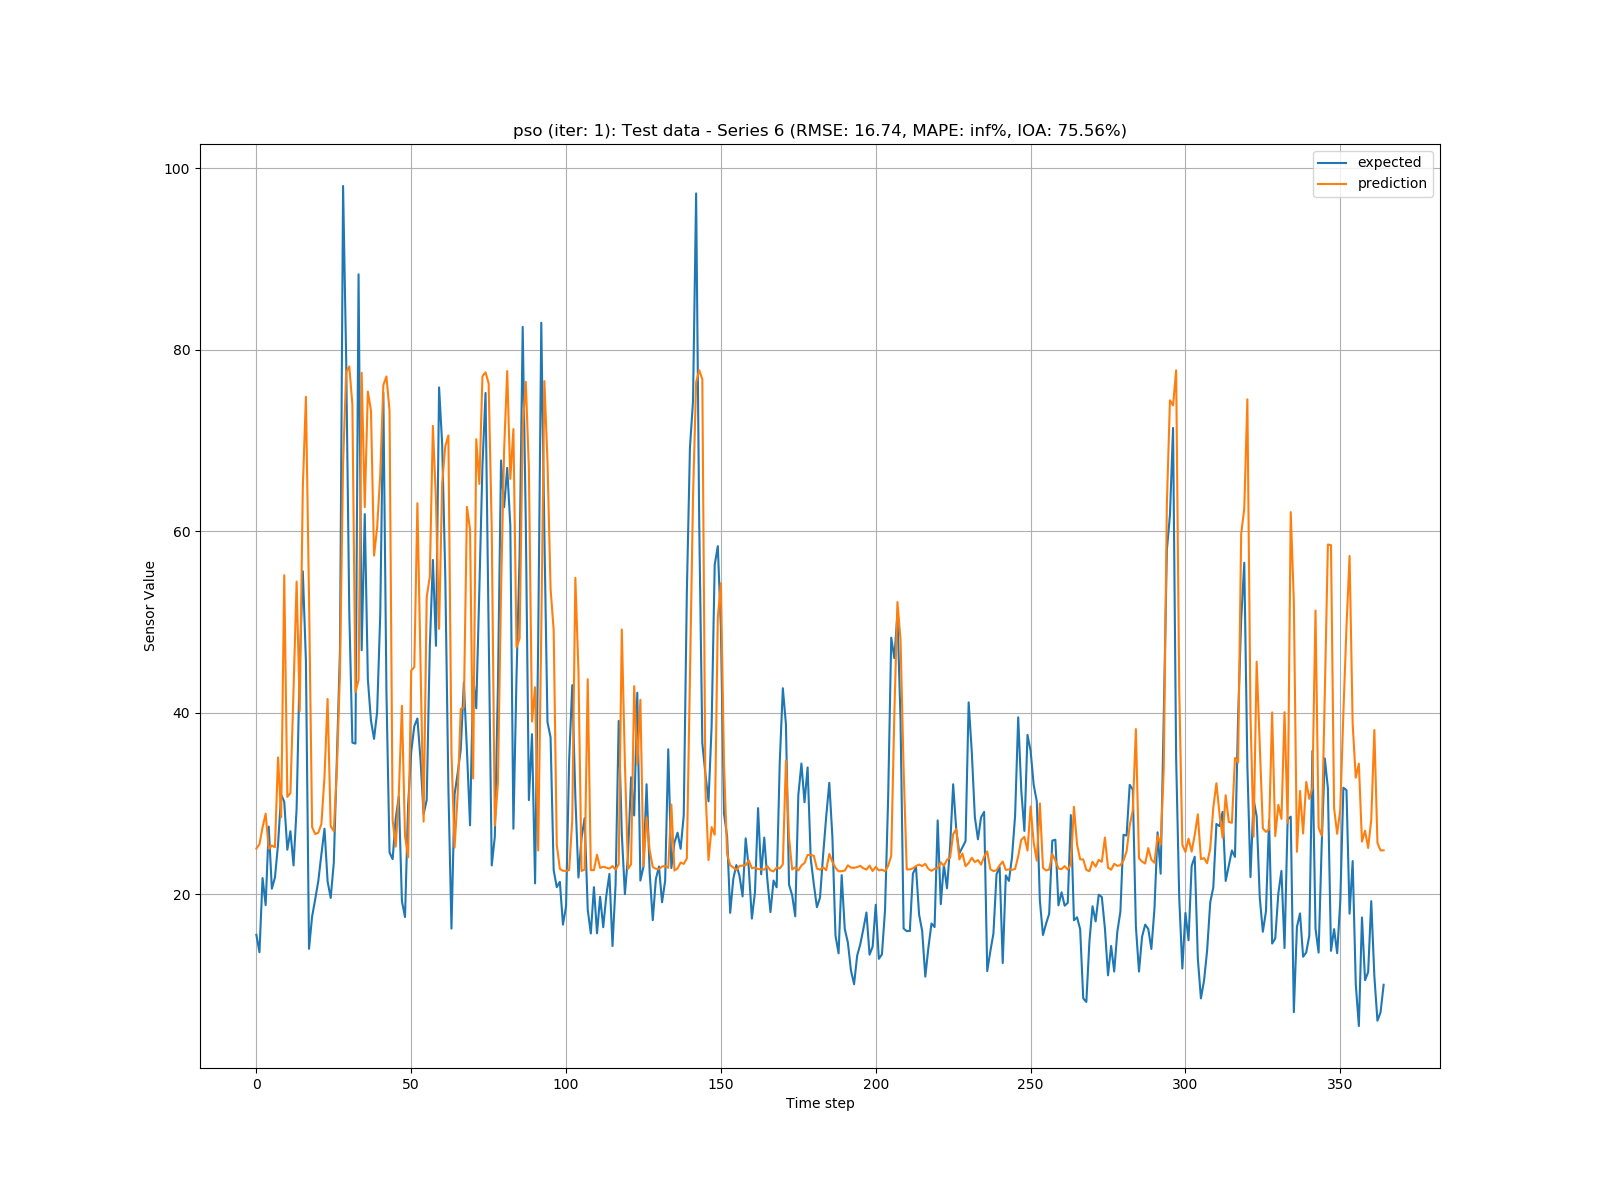 pso (iter: 1): Test data - Series 6 (RMSE: 16.74, MAPE: inf%, IOA: 75.56%)
expected
prediction
100
80
60
40
20
Sensor Value
0 50 100 150 200 250 300 350
Time step